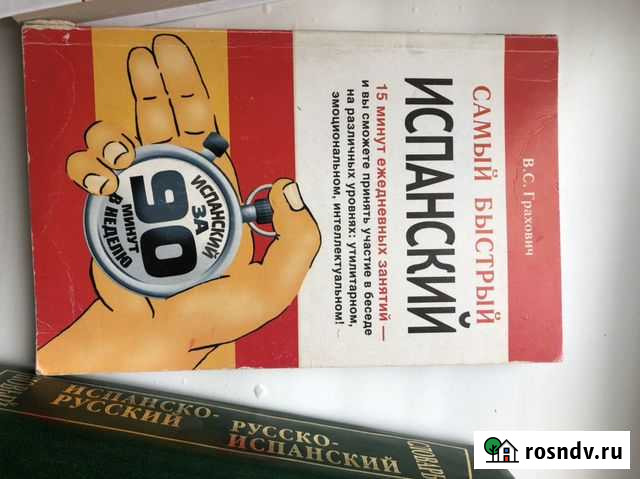 В.С. Грахович
САМЫЙ БЫСТРЫЙ
ИСПАНСКИЙ
15 минут ежедневных занятий —
и вы сможете принять участие в беседе
на различных уровнях: утилитарном,
эмоциональном, интеллектуальном!
ИСПАНСКИЙ
ЗА
90
МИНУТ
В НЕДЕЛЮ
ИСПАНСКО-
РУССКИЙ
РУССКО-
ИСПАНСКИЙ
СЛОВАРЬ
rosndv.ru